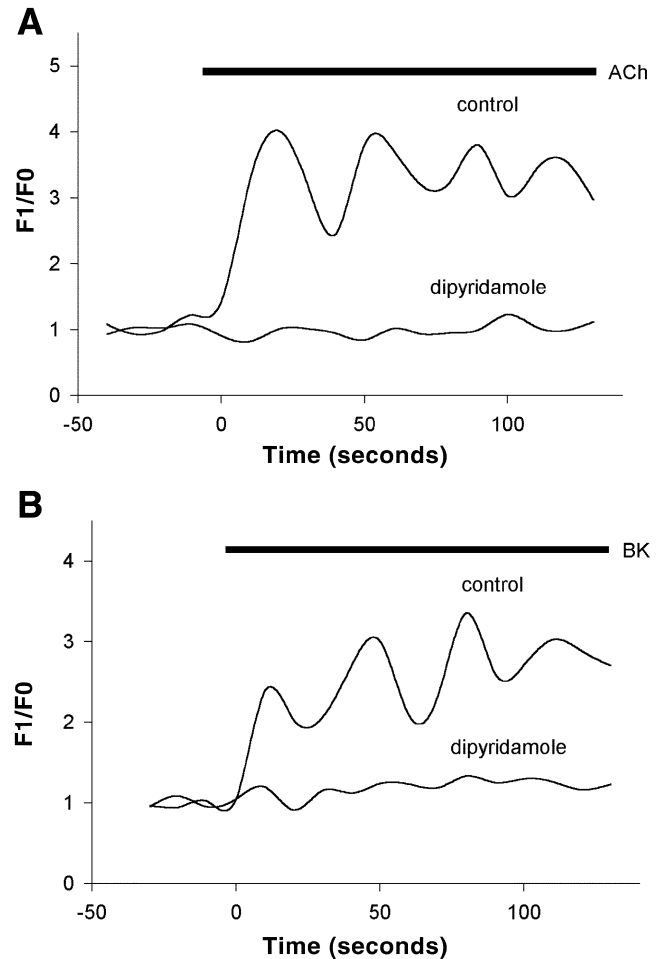 A
5
ACh
control
4
F1/F0
3
2
dipyridamole
1
0
-50
0
50
100
Time (seconds)
B
BK
4
control
3
F1/F0
2
dipyridamole
1
0
-50
0
50
100
Time (seconds)